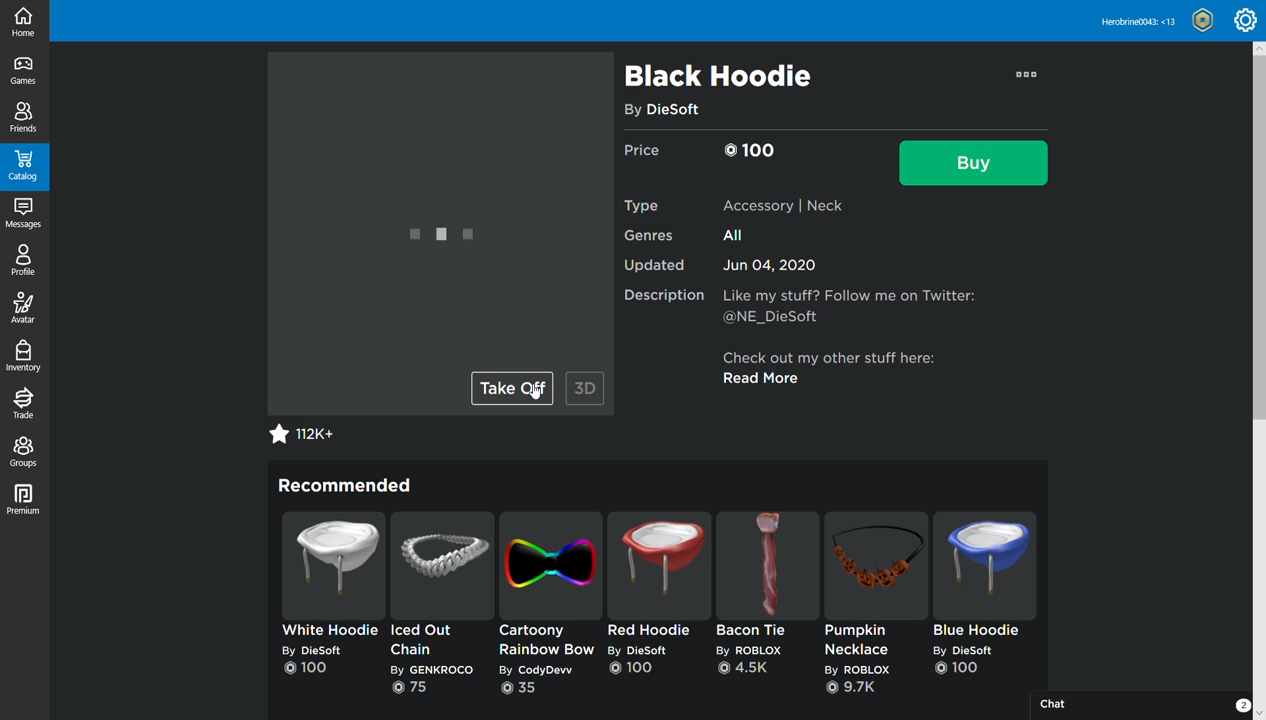 Home
Games
Friends
Catalog
Messages
Profile
Avatar
Inventory
Trade
Groups
Premium
Herobrine0043: <13
Black Hoodie
By DieSoft
Price 100
Buy
Type Accessory | Neck
Genres All
Updated Jun 04, 2020
Description Like my stuff? Follow me on Twitter:
@NE_DieSoft
Check out my other stuff here:
Read More
Take Off 3D
112K+
Recommended
White Hoodie
By DieSoft
100
Iced Out
Chain
By GENKROCO
75
Cartoony
Rainbow Bow
By CodyDevv
35
Red Hoodie
By DieSoft
100
Bacon Tie
By ROBLOX
4.5K
Pumpkin
Necklace
By ROBLOX
9.7K
Blue Hoodie
By DieSoft
100
Chat 2